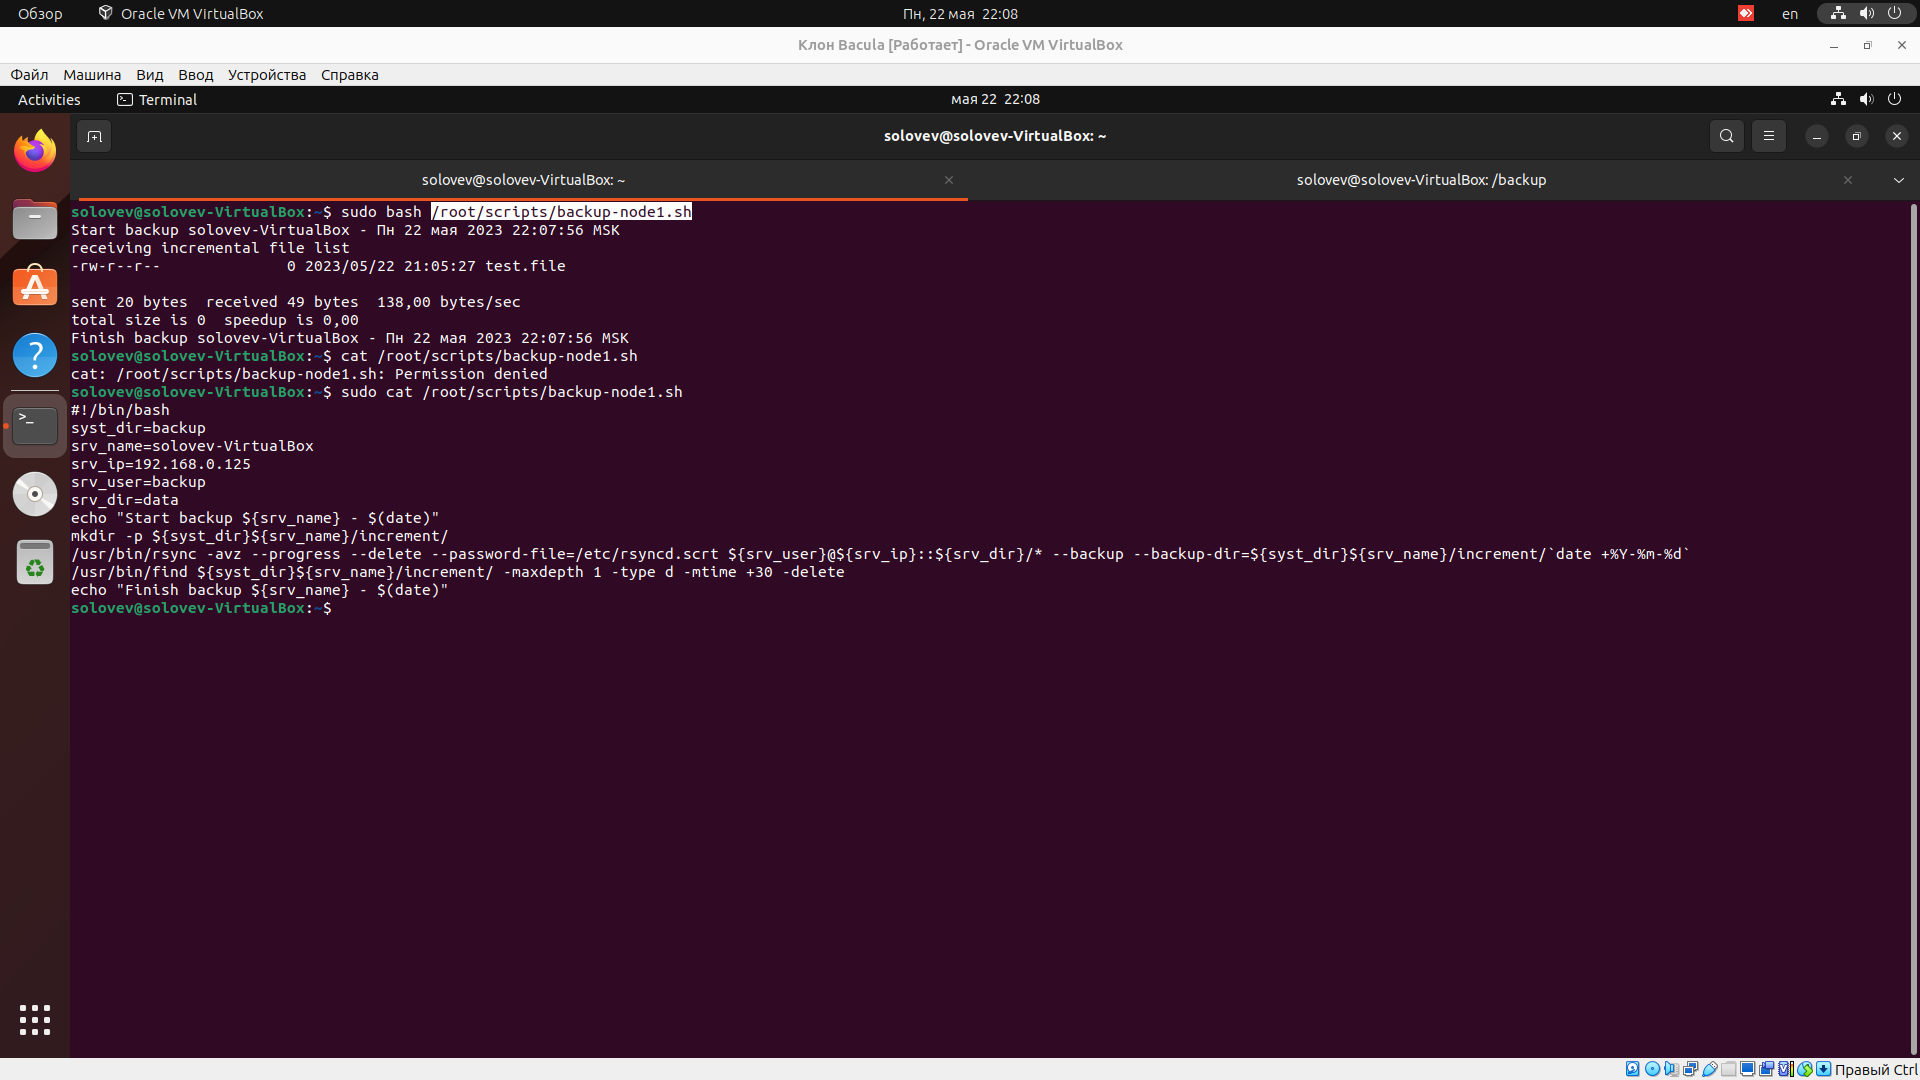 Обзор Oracle VM VirtualBox Пн, 22 мая 22:08 en
Клон Bacula [Работает] - Oracle VM VirtualBox
Файл Машина Вид Ввод Устройства Справка
Activities Terminal мая 22 22:08
solovev@solovev-VirtualBox: ~
solovev@solovev-VirtualBox: ~ solovev@solovev-VirtualBox: /backup
solovev@solovev-VirtualBox:~$ sudo bash /root/scripts/backup-node1.sh
Start backup solovev-VirtualBox - Пн 22 мая 2023 22:07:56 MSK
receiving incremental file list
-rw-r--r--              0 2023/05/22 21:05:27 test.file
sent 20 bytes  received 49 bytes  138,00 bytes/sec
total size is 0  speedup is 0,00
Finish backup solovev-VirtualBox - Пн 22 мая 2023 22:07:56 MSK
solovev@solovev-VirtualBox:~$ cat /root/scripts/backup-node1.sh
cat: /root/scripts/backup-node1.sh: Permission denied
solovev@solovev-VirtualBox:~$ sudo cat /root/scripts/backup-node1.sh
#!/bin/bash
syst_dir=backup
srv_name=solovev-VirtualBox
srv_ip=192.168.0.125
srv_user=backup
srv_dir=data
echo "Start backup ${srv_name} - $(date)"
mkdir -p ${syst_dir}${srv_name}/increment/
/usr/bin/rsync -avz --progress --delete --password-file=/etc/rsyncd.scrt ${srv_user}@${srv_ip}::${srv_dir}/* --backup --backup-dir=${syst_dir}${srv_name}/increment/`date +%Y-%m-%d`
/usr/bin/find ${syst_dir}${srv_name}/increment/ -maxdepth 1 -type d -mtime +30 -delete
echo "Finish backup ${srv_name} - $(date)"
solovev@solovev-VirtualBox:~$
Правый Ctrl